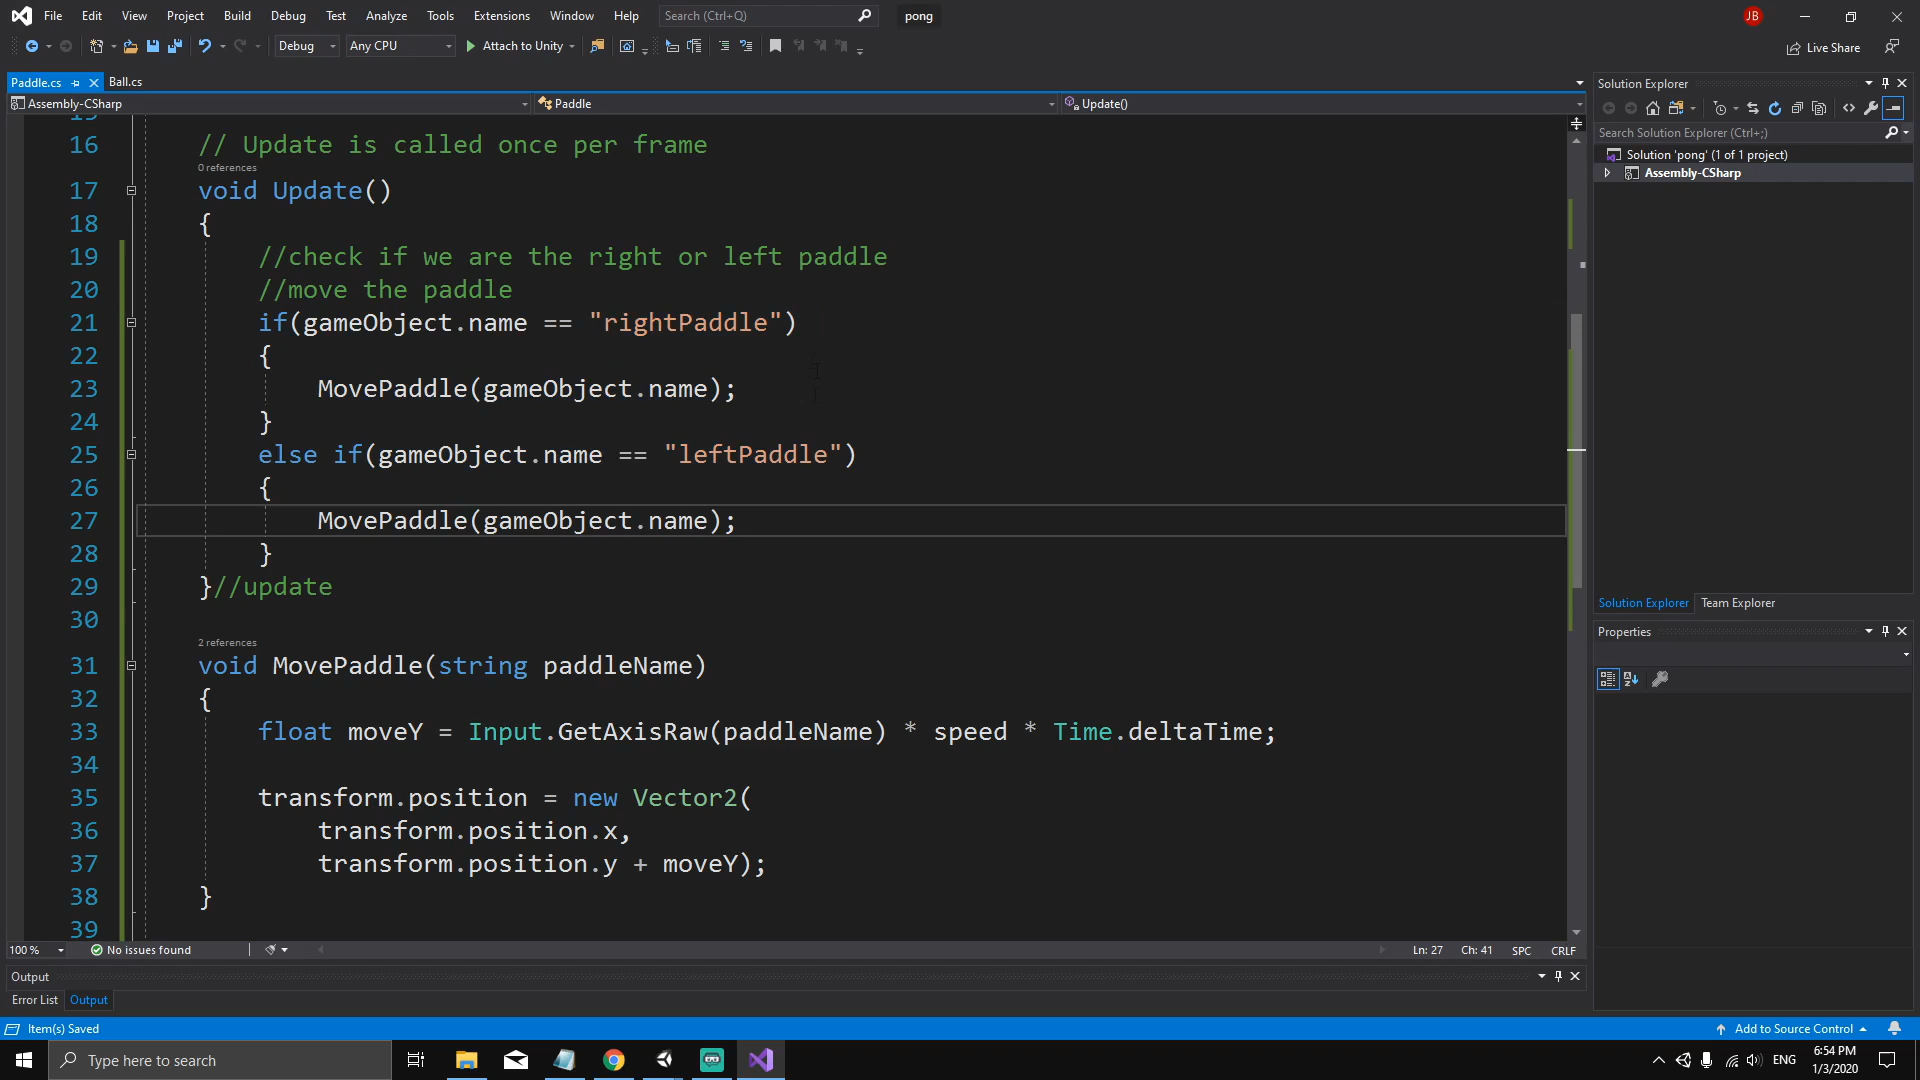 File Edit View Project Build Debug Test Analyze Tools Extensions Window Help Search (Ctrl+Q) pong JB
Debug Any CPU Attach to Unity Live Share
Paddle.cs Ball.cs
Assembly-CSharp Paddle Update()
16 // Update is called once per frame
0 references
17 void Update()
18 {
19 //check if we are the right or left paddle
20 //move the paddle
21 if(gameObject.name == "rightPaddle")
22 {
23 MovePaddle(gameObject.name);
24 }
25 else if(gameObject.name == "leftPaddle")
26 {
27 MovePaddle(gameObject.name);
28 }
29 }//update
30
2 references
31 void MovePaddle(string paddleName)
32 {
33 float moveY = Input.GetAxisRaw(paddleName) * speed * Time.deltaTime;
34
35 transform.position = new Vector2(
36 transform.position.x,
37 transform.position.y + moveY);
38 }
39
100 % No issues found Ln: 27 Ch: 41 SPC CRLF
Output
Error List Output
Solution Explorer
Search Solution Explorer (Ctrl+;)
Solution 'pong' (1 of 1 project)
Assembly-CSharp
Solution Explorer Team Explorer
Properties
Item(s) Saved Add to Source Control
Type here to search ENG 6:54 PM
1/3/2020